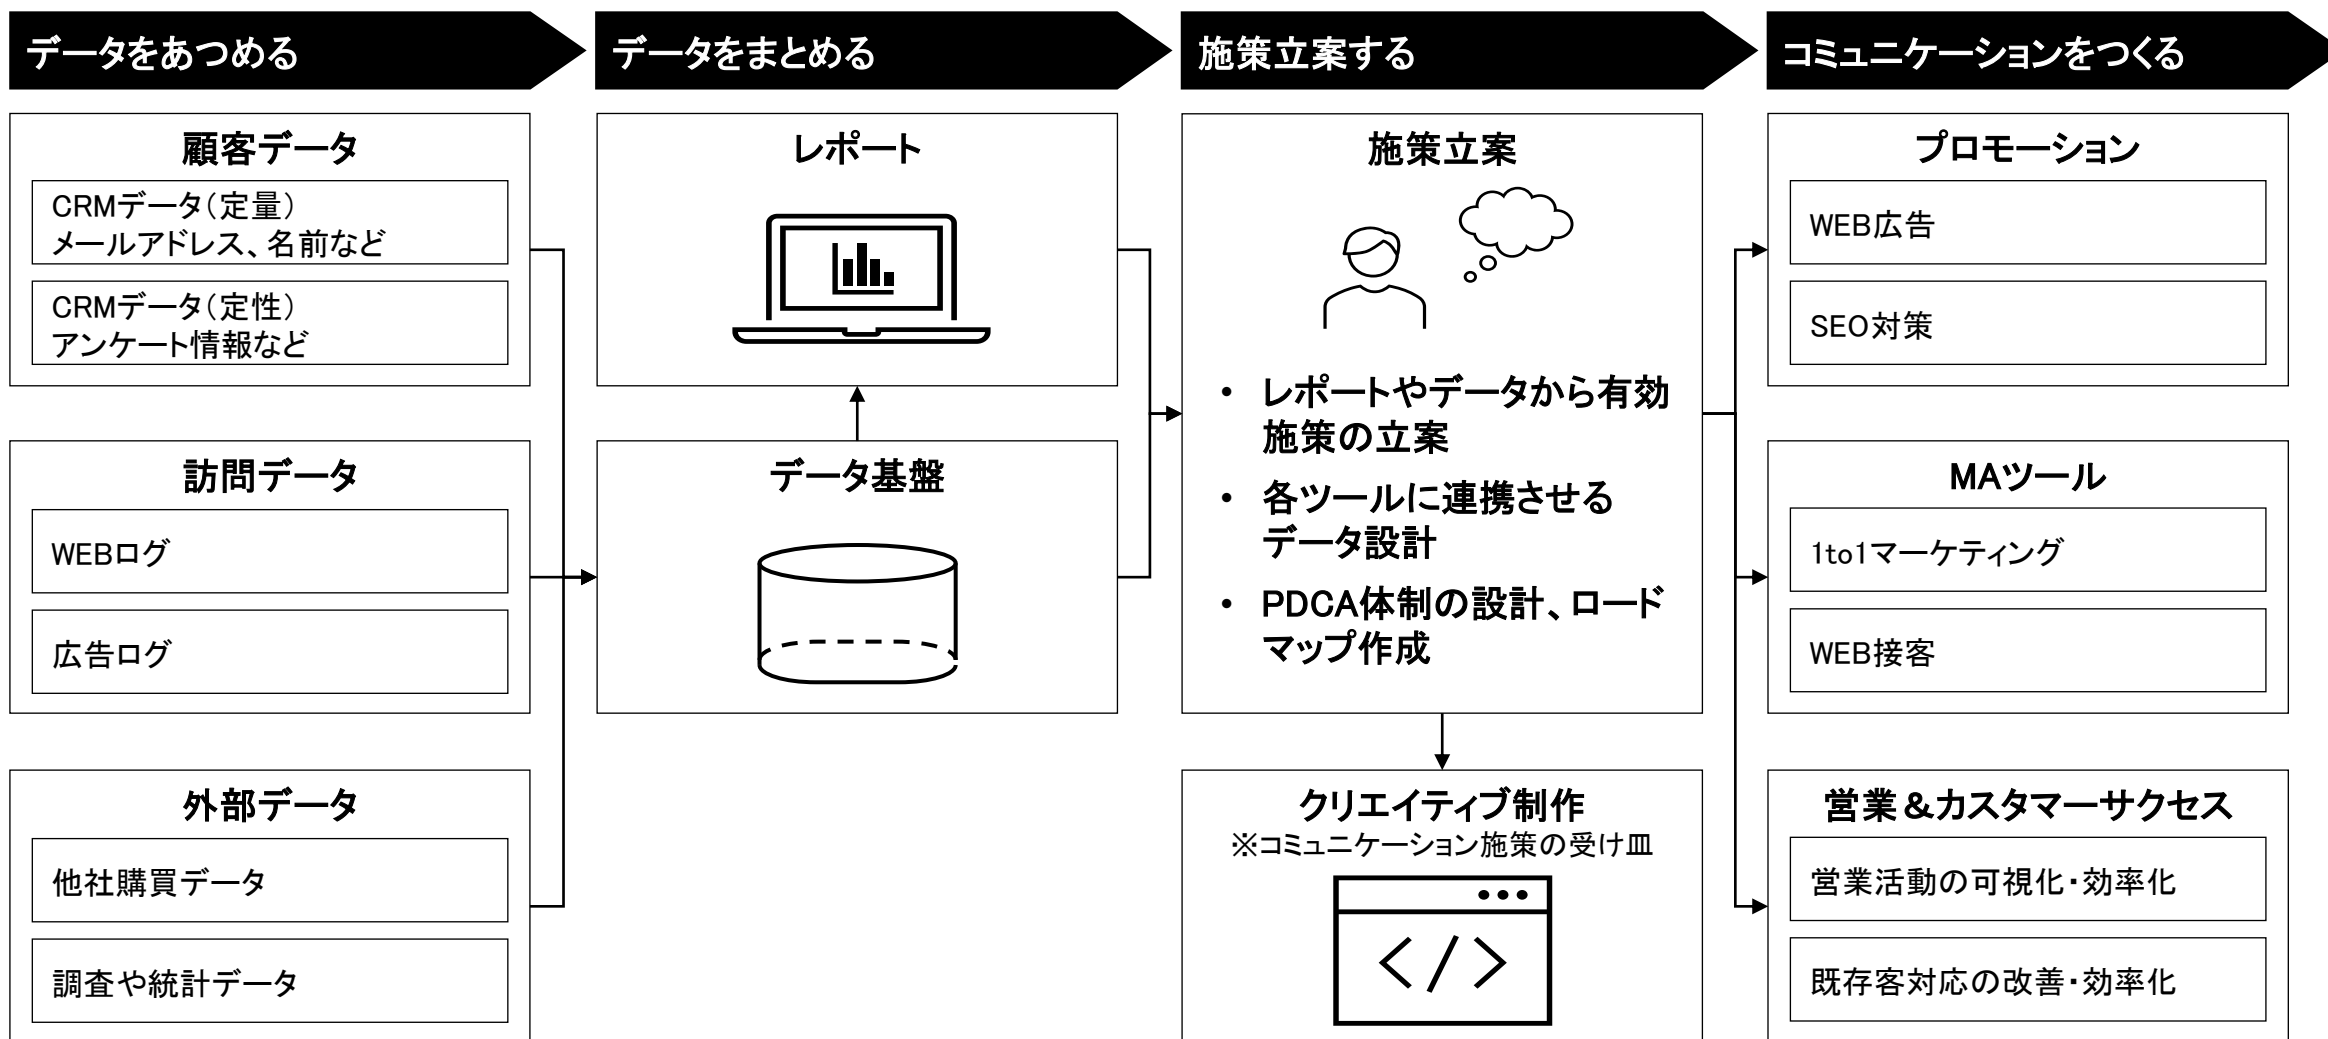 データをあつめる
データをまとめる
施策立案する
コミュニケーションをつくる
顧客データ
CRMデータ（定量）
メールアドレス、名前など
CRMデータ（定性）
アンケート情報など
訪問データ
WEBログ
広告ログ
外部データ
他社購買データ
調査や統計データ
レポート
データ基盤
施策立案
• レポートやデータから有効
施策の立案
• 各ツールに連携させる
データ設計
• PDCA体制の設計、ロード
マップ作成
クリエイティブ制作
※コミュニケーション施策の受け皿
</>
プロモーション
WEB広告
SEO対策
MAツール
1to1マーケティング
WEB接客
営業＆カスタマーサクセス
営業活動の可視化・効率化
既存客対応の改善・効率化